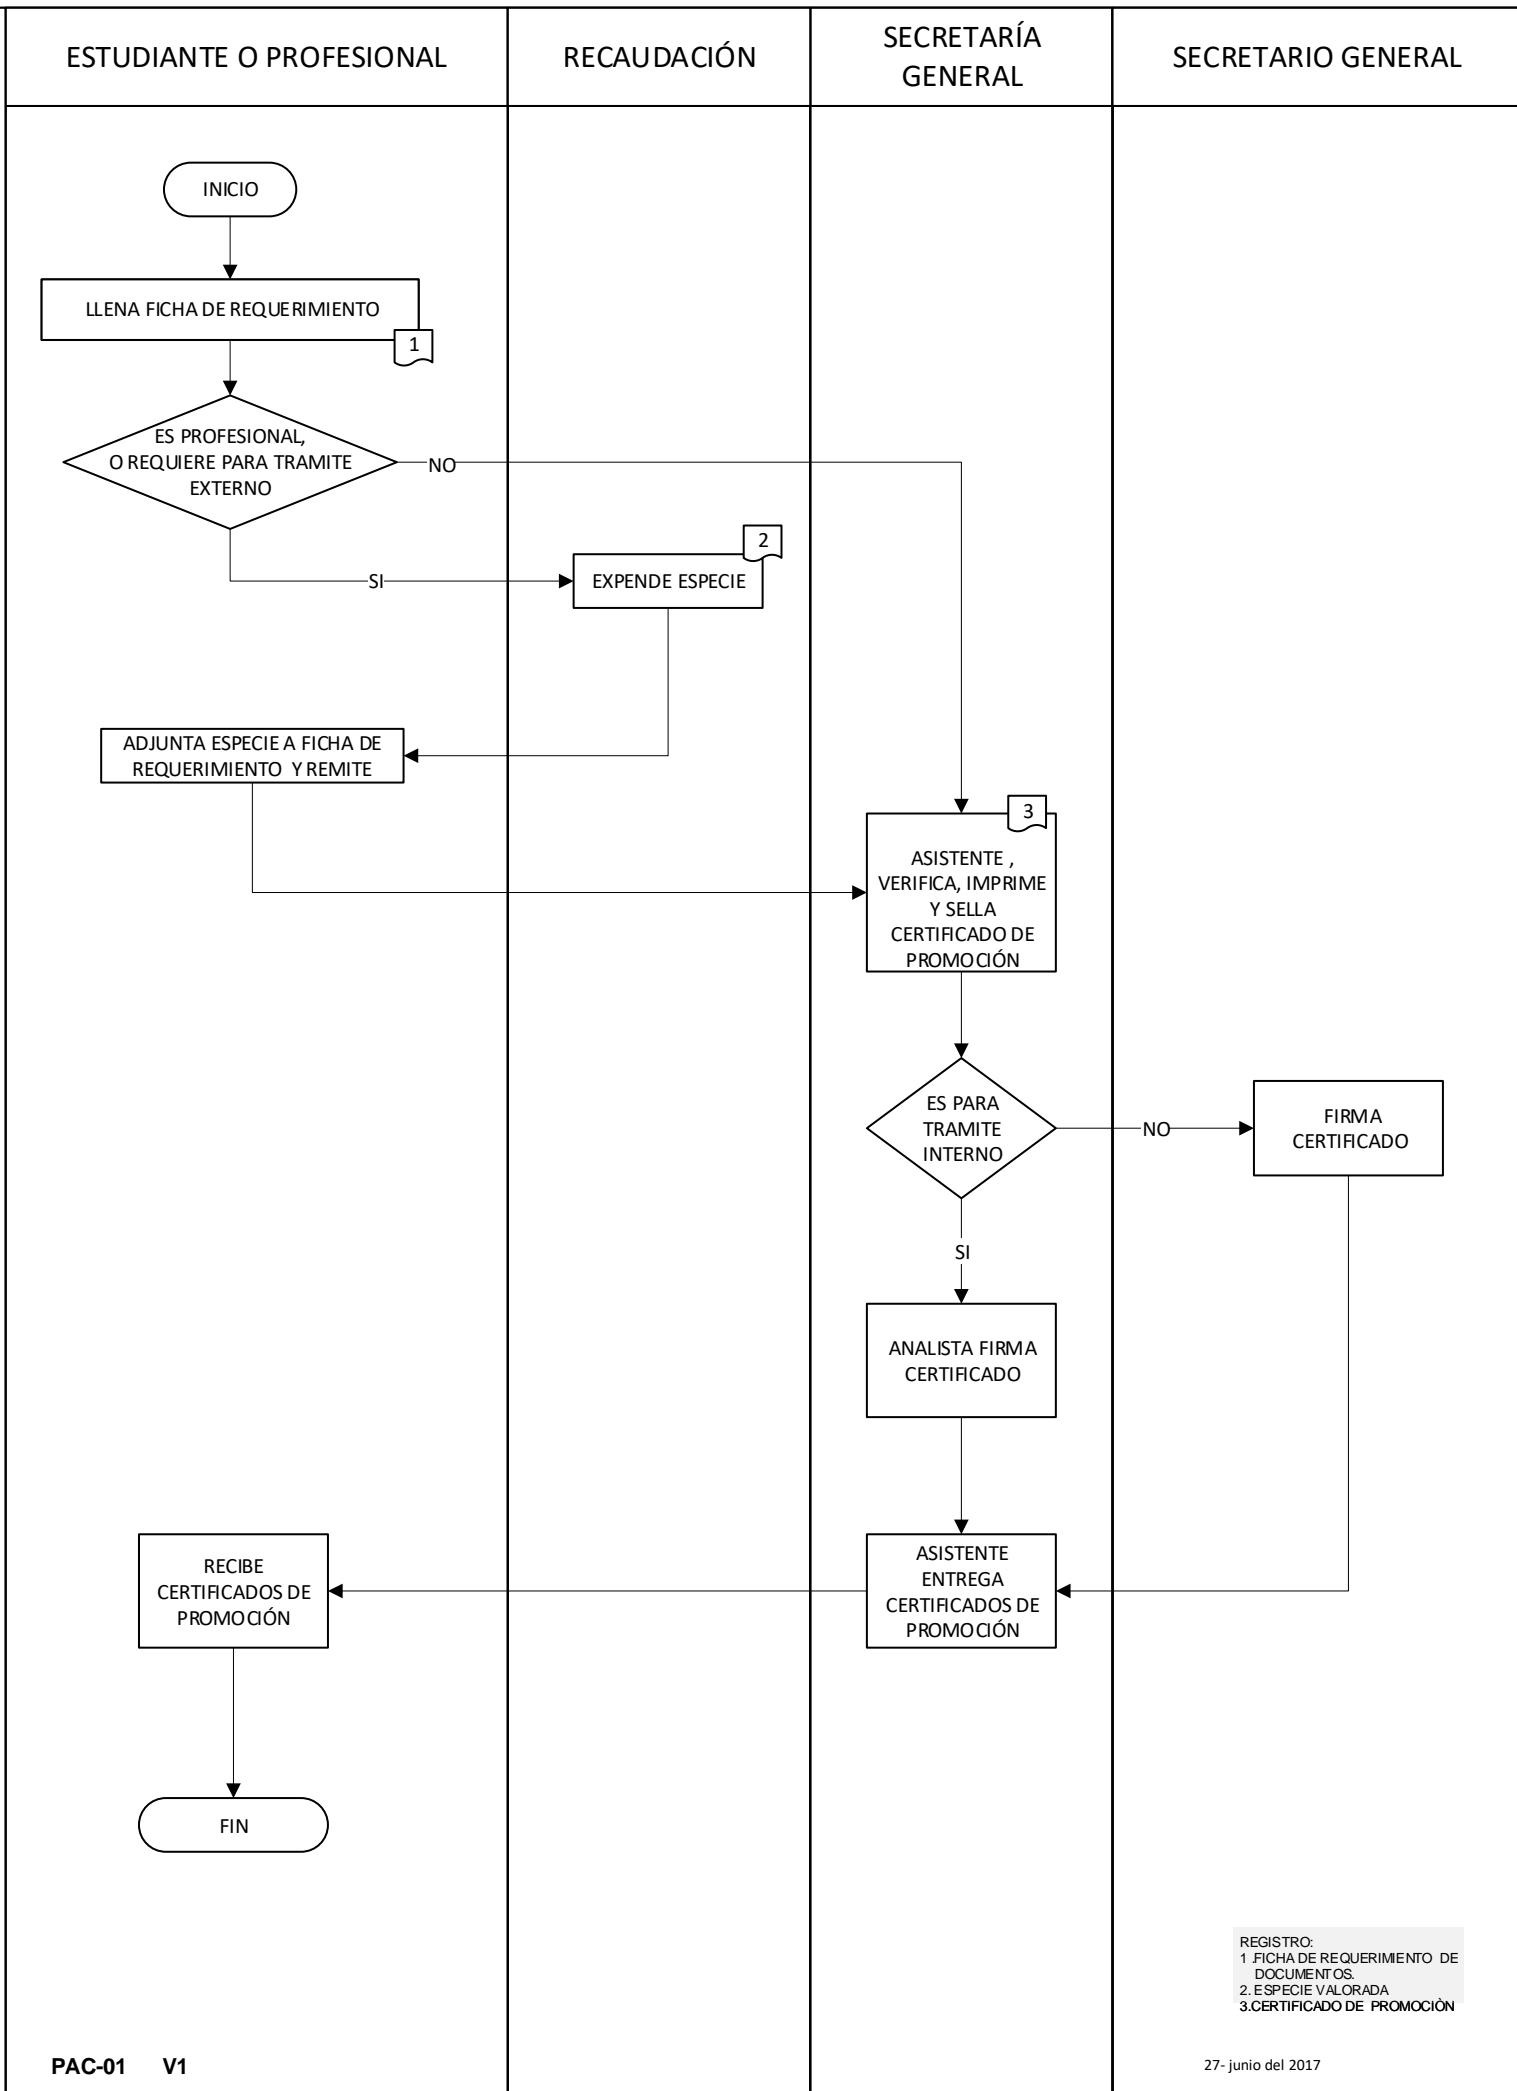 ESTUDIANTE O PROFESIONAL
RECAUDACIÓN
SECRETARÍA
GENERAL
SECRETARIO GENERAL
INICIO
LLENA FICHA DE REQUERIMIENTO
1
ES PROFESIONAL,
O REQUIERE PARA TRAMITE
EXTERNO
NO
SI
2
EXPENDE ESPECIE
ADJUNTA ESPECIE A FICHA DE
REQUERIMIENTO Y REMITE
3
ASISTENTE ,
VERIFICA, IMPRIME
Y SELLA
CERTIFICADO DE
PROMOCIÓN
ES PARA
TRAMITE
INTERNO
NO
FIRMA
CERTIFICADO
SI
ANALISTA FIRMA
CERTIFICADO
ASISTENTE
ENTREGA
CERTIFICADOS DE
PROMOCIÓN
RECIBE
CERTIFICADOS DE
PROMOCIÓN
FIN
REGISTRO:
1 .FICHA DE REQUERIMIENTO DE
DOCUMENTOS.
2. ESPECIE VALORADA
3.CERTIFICADO DE PROMOCIÒN
PAC-01 V1
27- junio del 2017